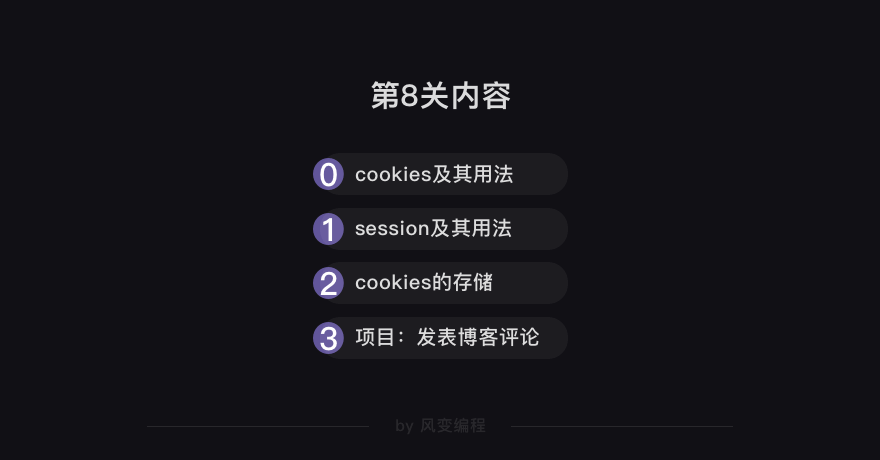 第8关内容
0 cookies及其用法
1 session及其用法
2 cookies的存储
3 项目：发表博客评论
by 风变编程